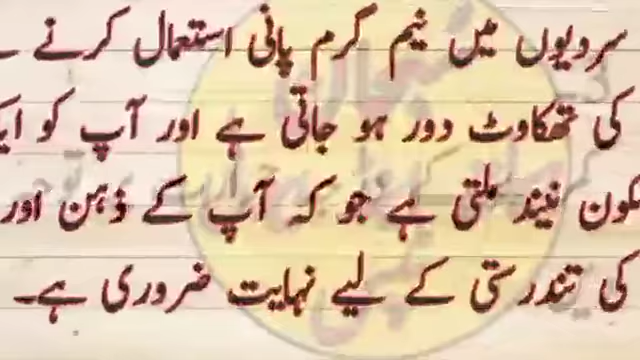 سردیوں میں نیم گرم پانی استعمال کرنے
کی تھکاوٹ دور ہو جاتی ہے اور آپ کو
نیند ملتی ہے جو کہ آپ کے ذہن اور
کی تندرستی کے لیے نہایت ضروری ہے۔